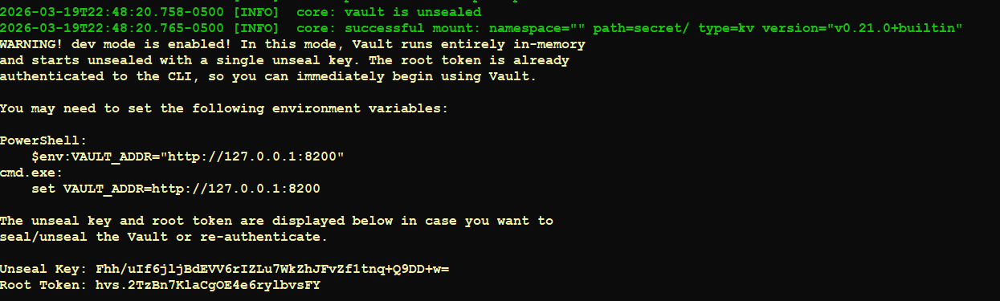 2026-03-19T22:48:20.758-0500 [INFO]  core: vault is unsealed
2026-03-19T22:48:20.765-0500 [INFO]  core: successful mount: namespace="" path=secret/ type=kv version="v0.21.0+builtin"
WARNING! dev mode is enabled! In this mode, Vault runs entirely in-memory
and starts unsealed with a single unseal key. The root token is already
authenticated to the CLI, so you can immediately begin using Vault.

You may need to set the following environment variables:

PowerShell:
    $env:VAULT_ADDR="http://127.0.0.1:8200"
cmd.exe:
    set VAULT_ADDR=http://127.0.0.1:8200

The unseal key and root token are displayed below in case you want to
seal/unseal the Vault or re-authenticate.

Unseal Key: Fhh/uIf6jljBdEVV6rIZLu7WkZhJFvZf1tnq+Q9DD+w=
Root Token: hvs.2TzBn7KlaCgOE4e6rylbvsFY